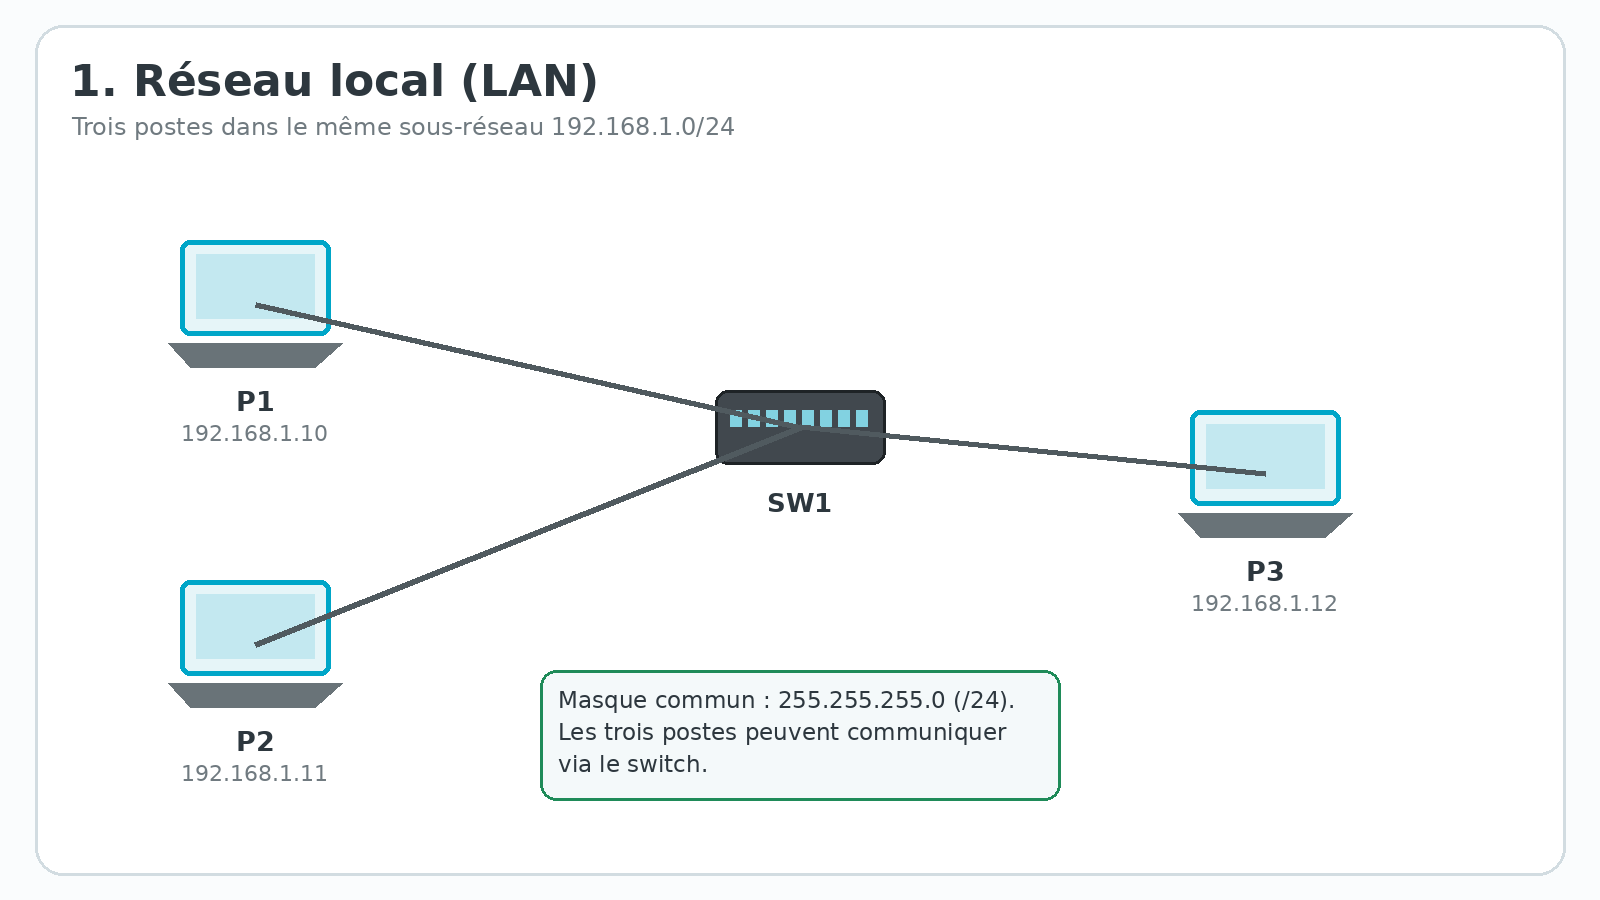 1. Réseau local (LAN)
Trois postes dans le même sous-réseau 192.168.1.0/24
P1
192.168.1.10
SW1
P3
192.168.1.12
P2
192.168.1.11
Masque commun : 255.255.255.0 (/24).
Les trois postes peuvent communiquer
via le switch.